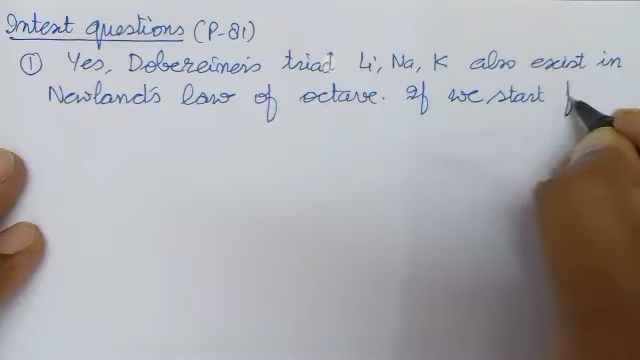 Intext questions (P-81)
① Yes, Dobereiner's triad Li, Na, K also exist in
Newland's law of octave. If we start